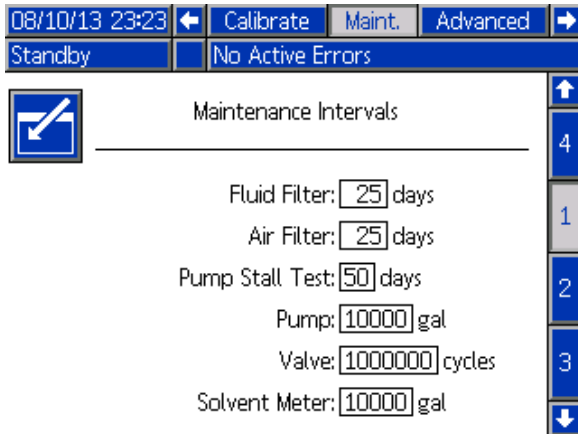 08/10/13 23:23 Calibrate Maint. Advanced
Standby No Active Errors
Maintenance Intervals
4
Fluid Filter: 25 days
1
Air Filter: 25 days
Pump Stall Test: 50 days
2
Pump: 10000 gal
Valve: 1000000 cycles
3
Solvent Meter: 10000 gal